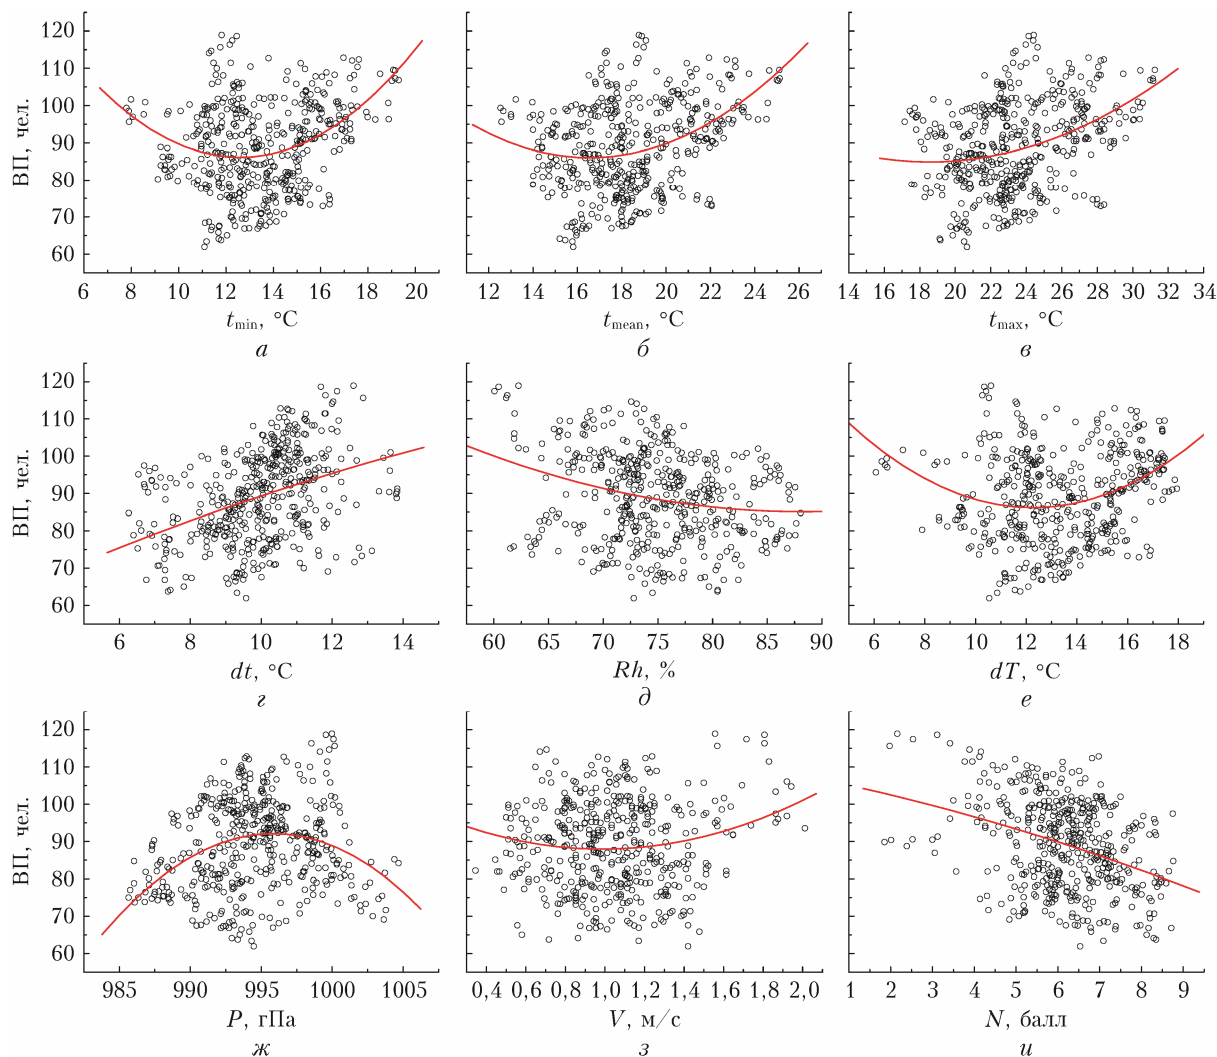 120
110
100
90
80
70
60
ВП, чел.
6 8 10 12 14 16 18 20
t min, °C
а
12 14 16 18 20 22 24 26
t mean, °C
б
14 16 18 20 22 24 26 28 30 32 34
t max, °C
в
120
110
100
90
80
70
60
ВП, чел.
6 8 10 12 14
dt, °C
г
60 65 70 75 80 85 90
Rh, %
д
6 8 10 12 14 16 18
dT, °C
е
120
110
100
90
80
70
60
ВП, чел.
985 990 995 1000 1005
P, гПа
ж
0,4 0,6 0,8 1,0 1,2 1,4 1,6 1,8 2,0
V, м/с
з
1 2 3 4 5 6 7 8 9
N, балл
и